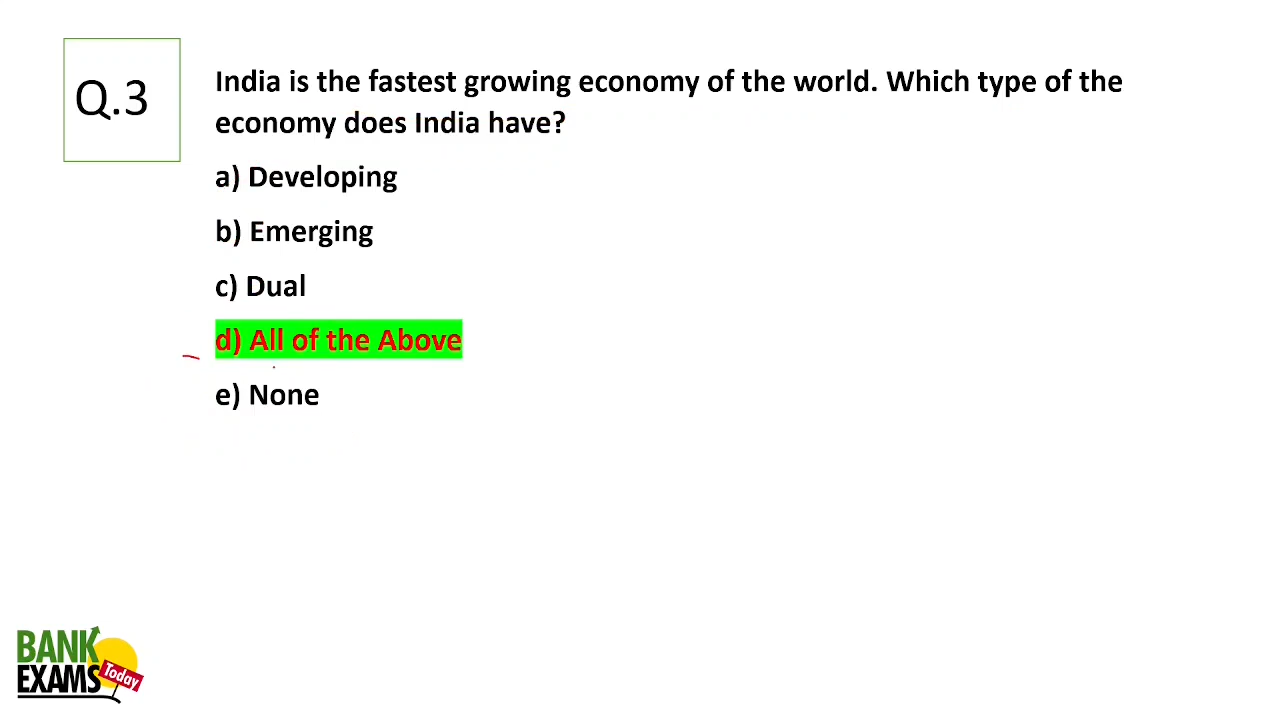 Q.3
India is the fastest growing economy of the world. Which type of the
economy does India have?
a) Developing
b) Emerging
c) Dual
d) All of the Above
e) None
BANK
EXAMS
Today